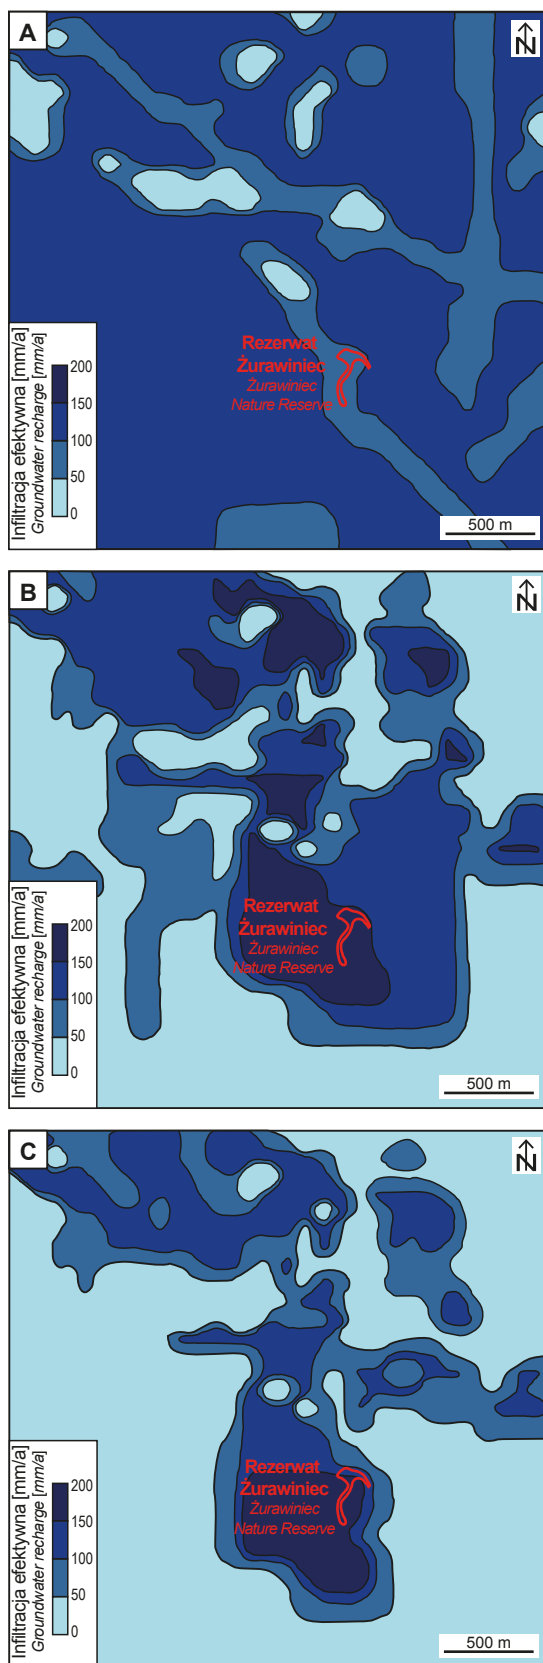 A
N
Rezerwat
Żurawiniec
Żurawiniec
Nature Reserve
Infiltracja efektywna [mm/a]
Groundwater recharge [mm/a]
200
150
100
50
0
500 m
B
N
Rezerwat
Żurawiniec
Żurawiniec
Nature Reserve
Infiltracja efektywna [mm/a]
Groundwater recharge [mm/a]
200
150
100
50
0
500 m
C
N
Rezerwat
Żurawiniec
Żurawiniec
Nature Reserve
Infiltracja efektywna [mm/a]
Groundwater recharge [mm/a]
200
150
100
50
0
500 m